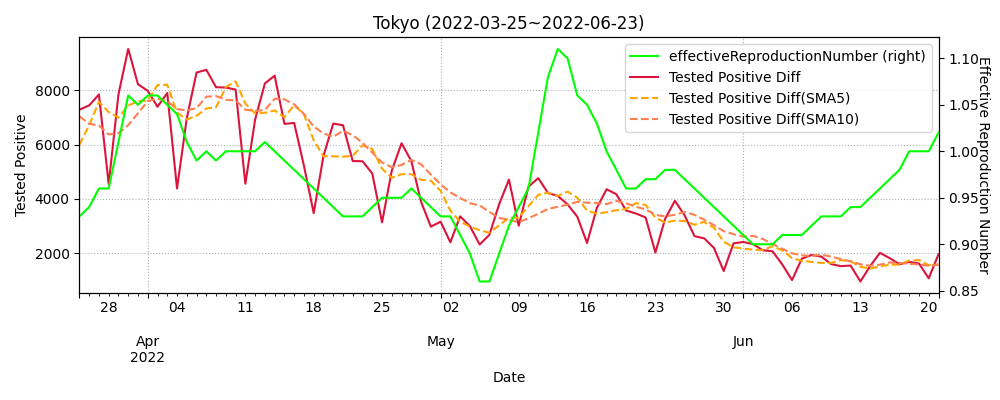 Tokyo (2022-03-25~2022-06-23)
effectiveReproductionNumber (right)
Tested Positive Diff
Tested Positive Diff(SMA5)
Tested Positive Diff(SMA10)
Tested Positive
8000
6000
4000
2000
Effective Reproduction Number
1.10
1.05
1.00
0.95
0.90
0.85
28 04 11 18 25 02 09 16 23 30 06 13 20
Apr May Jun
2022
Date